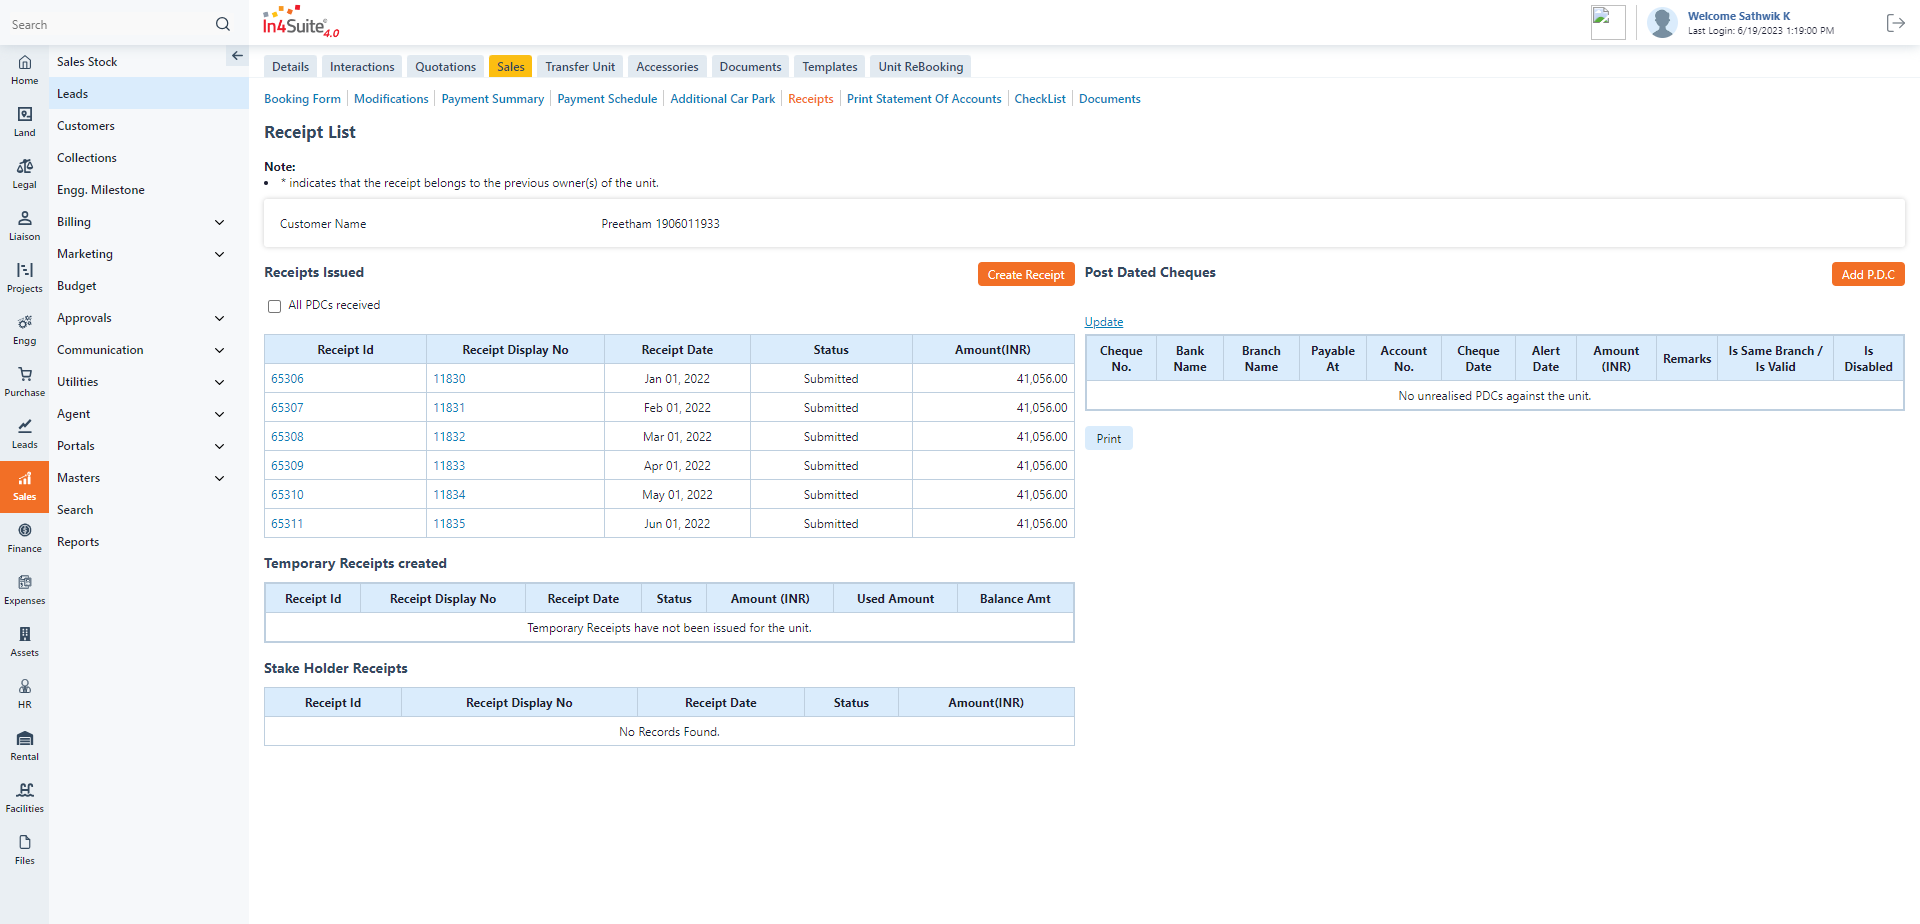 Search
In4Suite® 4.0
Welcome Sathwik K
Last Login: 6/19/2023 1:19:00 PM
Home
Land
Legal
Liaison
Projects
Engg
Purchase
Leads
Sales
Finance
Expenses
Assets
HR
Rental
Facilities
Files
Sales Stock
Leads
Customers
Collections
Engg. Milestone
Billing
Marketing
Budget
Approvals
Communication
Utilities
Agent
Portals
Masters
Search
Reports
Details Interactions Quotations Sales Transfer Unit Accessories Documents Templates Unit ReBooking
Booking Form Modifications Payment Summary Payment Schedule Additional Car Park Receipts Print Statement Of Accounts CheckList Documents
Receipt List
Note:
• * indicates that the receipt belongs to the previous owner(s) of the unit.
Customer Name Preetham 1906011933
Receipts Issued Create Receipt
All PDCs received
Receipt Id Receipt Display No Receipt Date Status Amount(INR)
65306 11830 Jan 01, 2022 Submitted 41,056.00
65307 11831 Feb 01, 2022 Submitted 41,056.00
65308 11832 Mar 01, 2022 Submitted 41,056.00
65309 11833 Apr 01, 2022 Submitted 41,056.00
65310 11834 May 01, 2022 Submitted 41,056.00
65311 11835 Jun 01, 2022 Submitted 41,056.00
Temporary Receipts created
Receipt Id Receipt Display No Receipt Date Status Amount (INR) Used Amount Balance Amt
Temporary Receipts have not been issued for the unit.
Stake Holder Receipts
Receipt Id Receipt Display No Receipt Date Status Amount(INR)
No Records Found.
Post Dated Cheques Add P.D.C
Update
Cheque Bank Branch Payable Account Cheque Alert Amount Remarks Is Same Branch / Is
No. Name Name At No. Date Date (INR) Is Valid Disabled
No unrealised PDCs against the unit.
Print